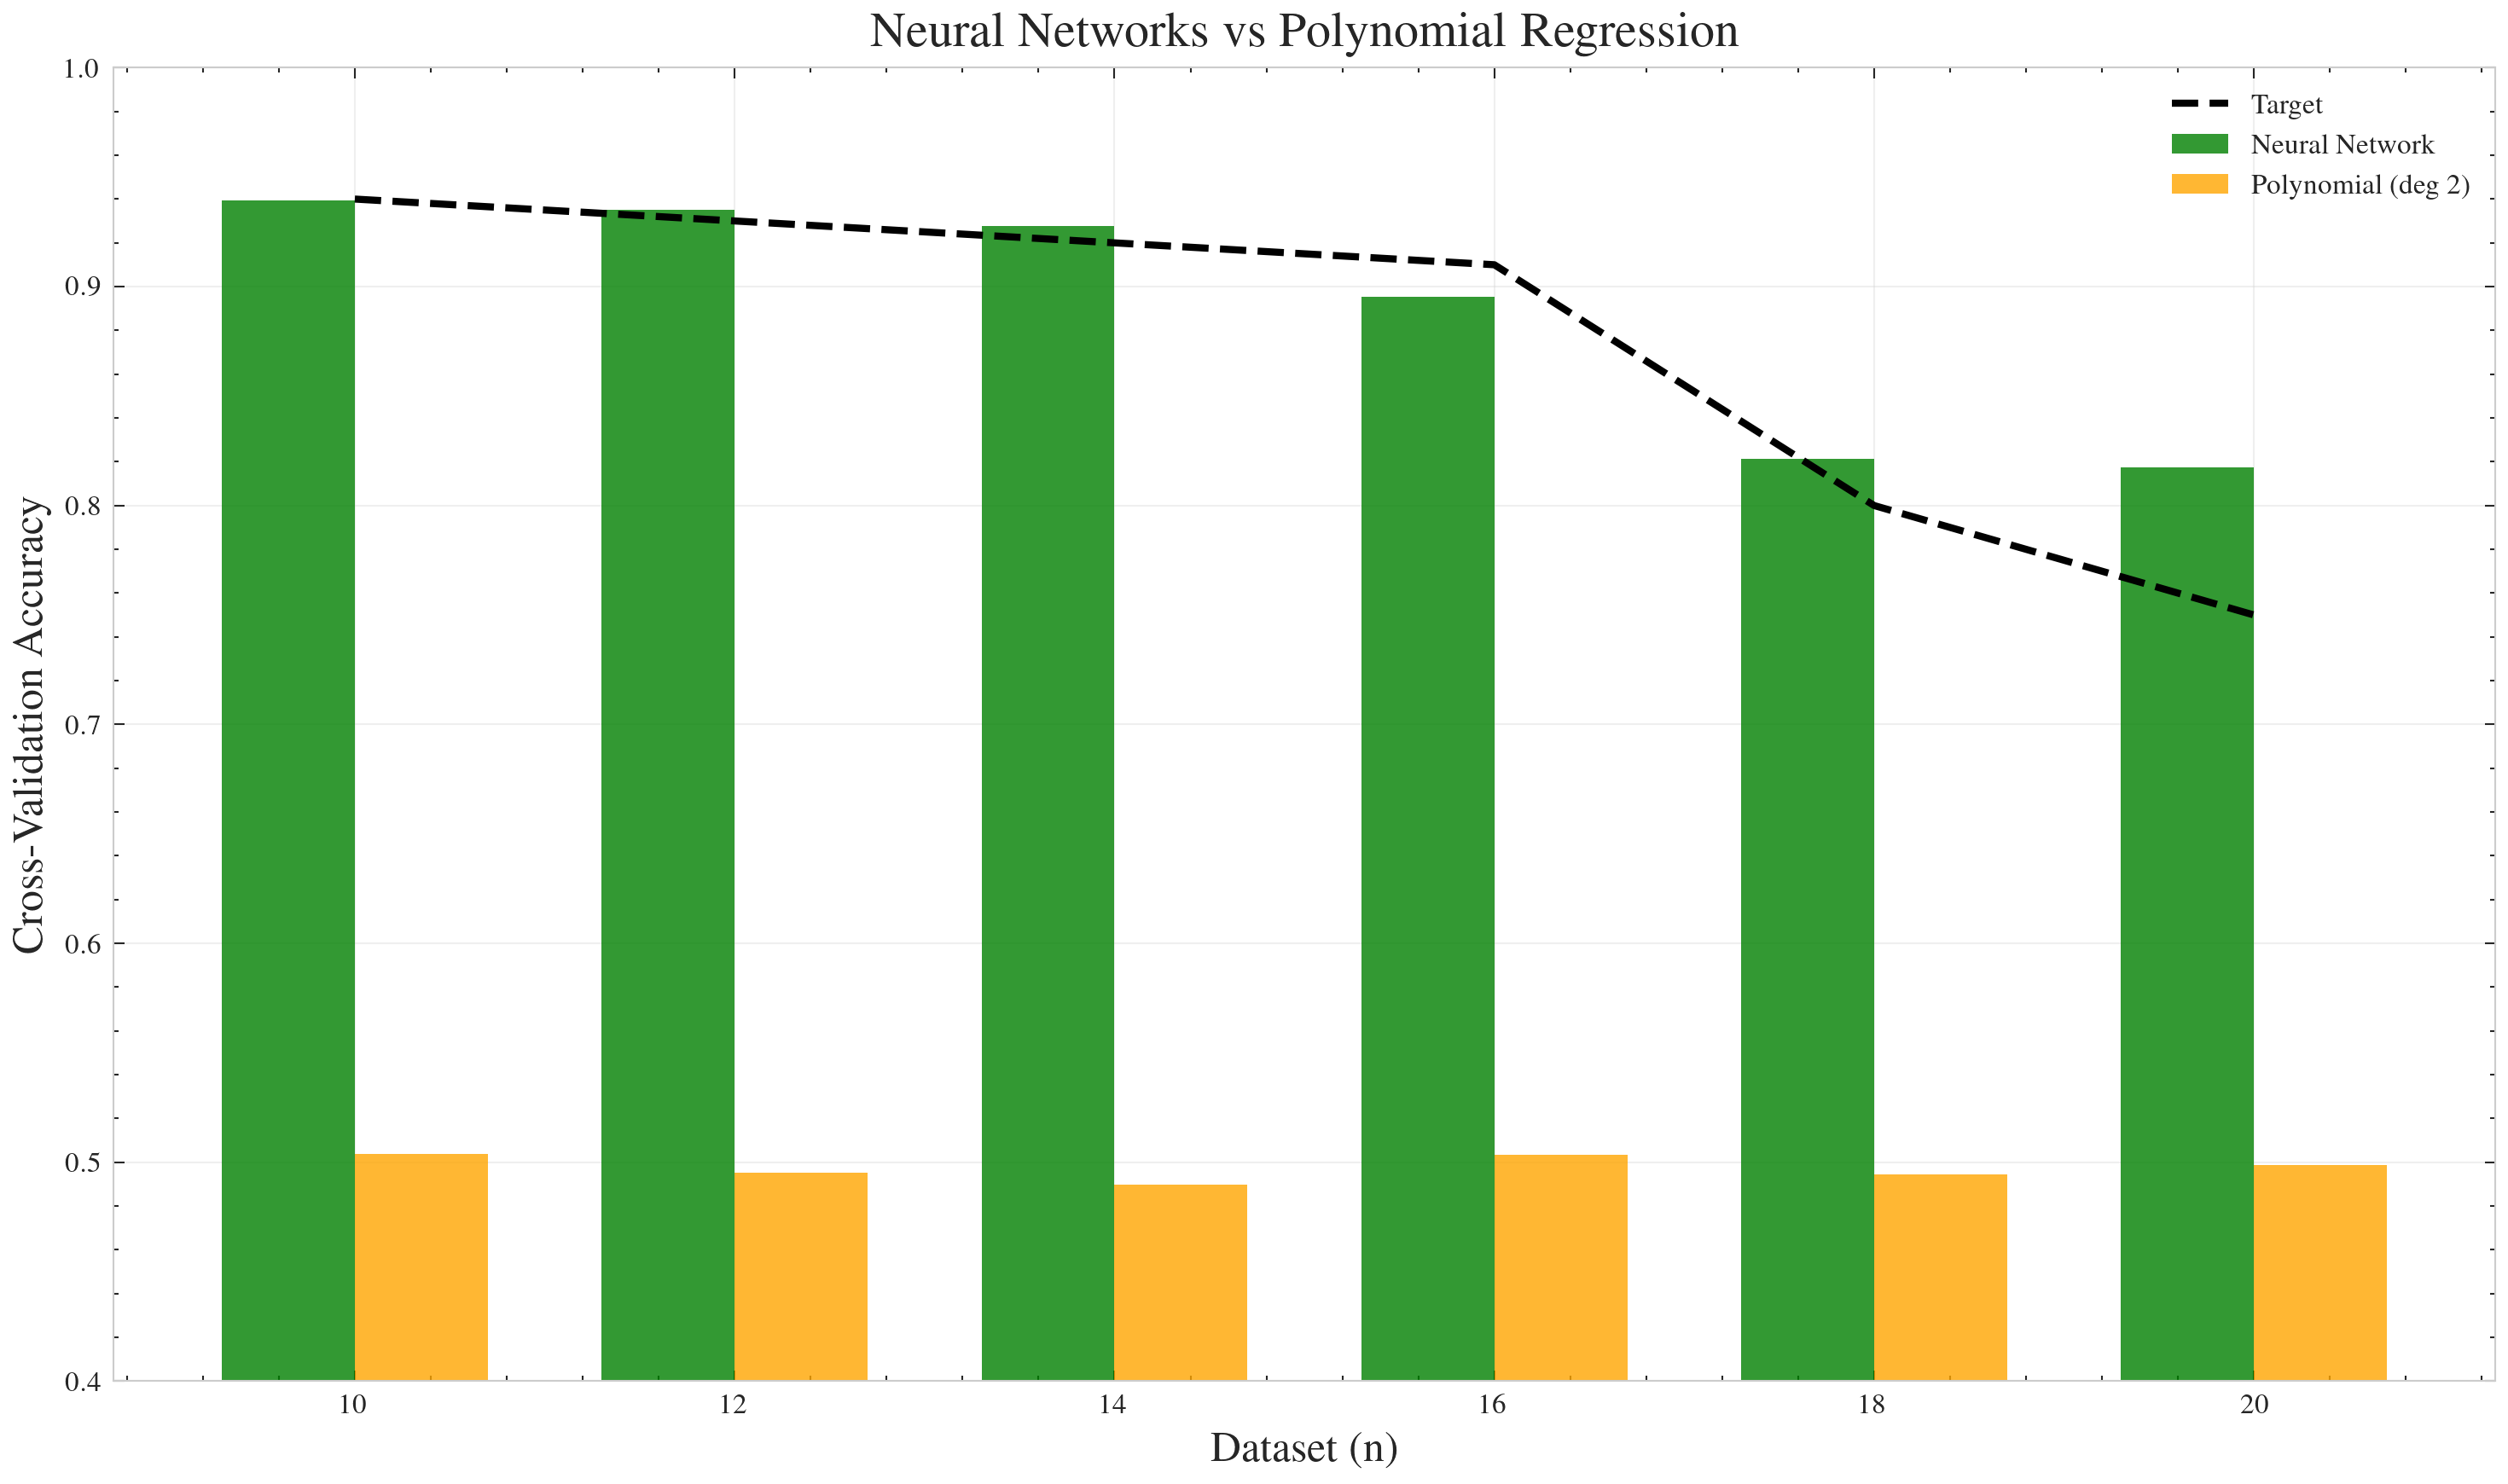 Neural Networks vs Polynomial Regression
1.0
0.9
0.8
0.7
0.6
0.5
0.4
Cross-Validation Accuracy
Target
Neural Network
Polynomial (deg 2)
10 12 14 16 18 20
Dataset (n)